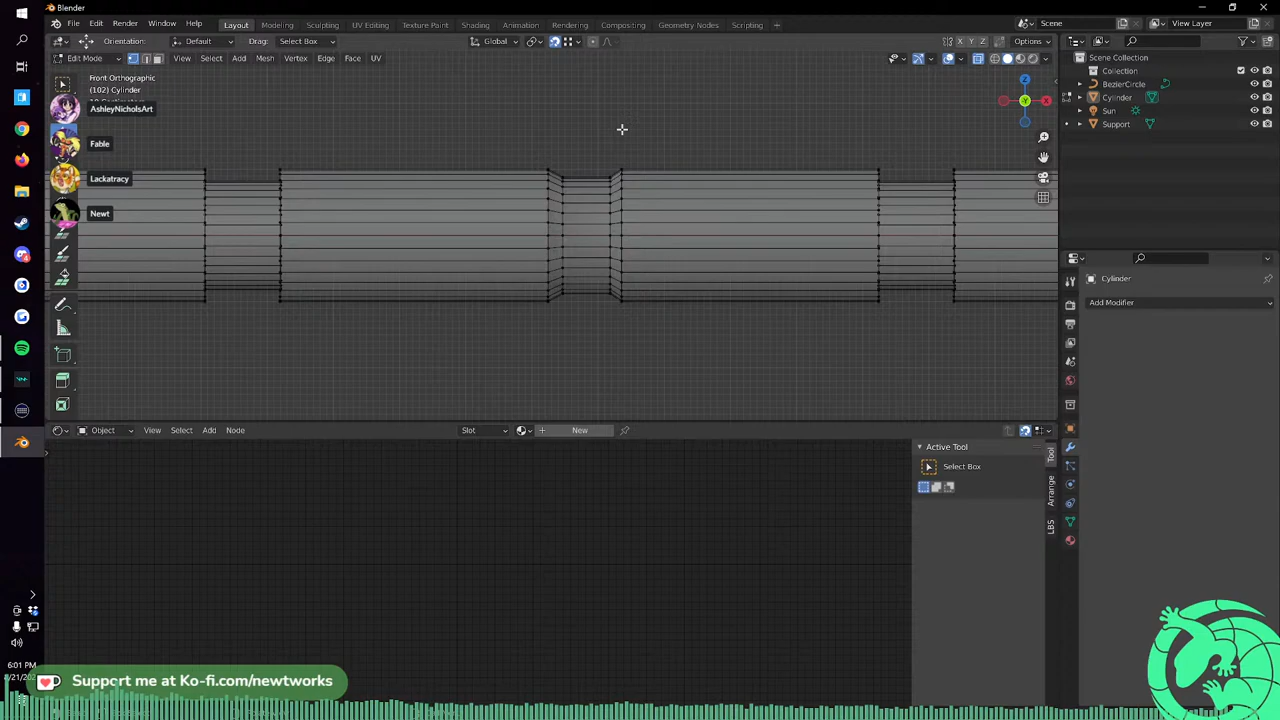 Blender
File Edit Render Window Help Layout Modeling Sculpting UV Editing Texture Paint Shading Animation Rendering Compositing Geometry Nodes Scripting + Scene View Layer
Orientation: Default Drag: Select Box Global X Y Z Options
Edit Mode View Select Add Mesh Vertex Edge Face UV
Front Orthographic
(102) Cylinder
AshleyNicholsArt
Fable
Lackatracy
Newt
Z
Y
X
Scene Collection
Collection
BezierCircle
Cylinder
Sun
Support
Cylinder
Add Modifier
Object View Select Add Node Slot New
Active Tool
Select Box
Tool
Arrange
LBS
6:01 PM
Support me at Ko-fi.com/newtworks